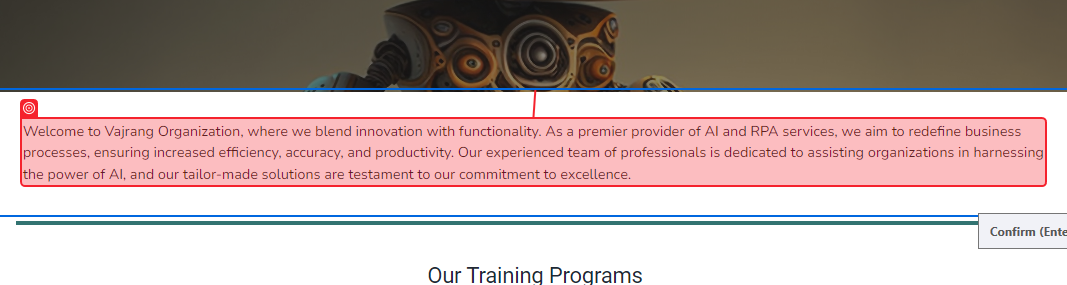 Welcome to Vajrang Organization, where we blend innovation with functionality. As a premier provider of AI and RPA services, we aim to redefine business
processes, ensuring increased efficiency, accuracy, and productivity. Our experienced team of professionals is dedicated to assisting organizations in harnessing
the power of AI, and our tailor-made solutions are testament to our commitment to excellence.
Confirm (Ente
Our Training Programs